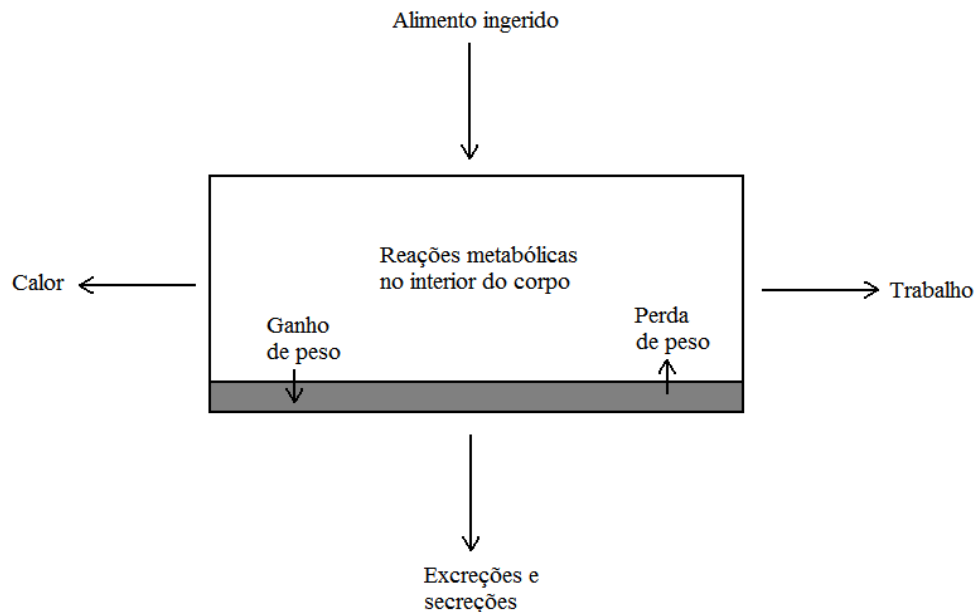 Alimento ingerido
Reações metabólicas
no interior do corpo
Calor
Trabalho
Ganho
de peso
Perda
de peso
Excreções e
secreções